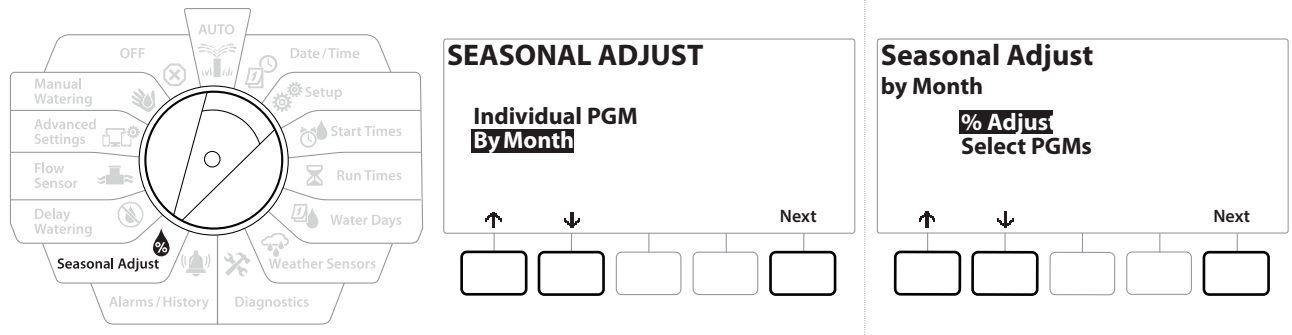 AUTO
OFF
Date/Time
Manual
Watering
Setup
Advanced
Settings
Start Times
Flow
Sensor
Run Times
Delay
Watering
Water Days
%
Seasonal Adjust
Weather Sensors
Alarms/History
Diagnostics
SEASONAL ADJUST
Individual PGM
By Month
Next
Seasonal Adjust
by Month
% Adjust
Select PGMs
Next